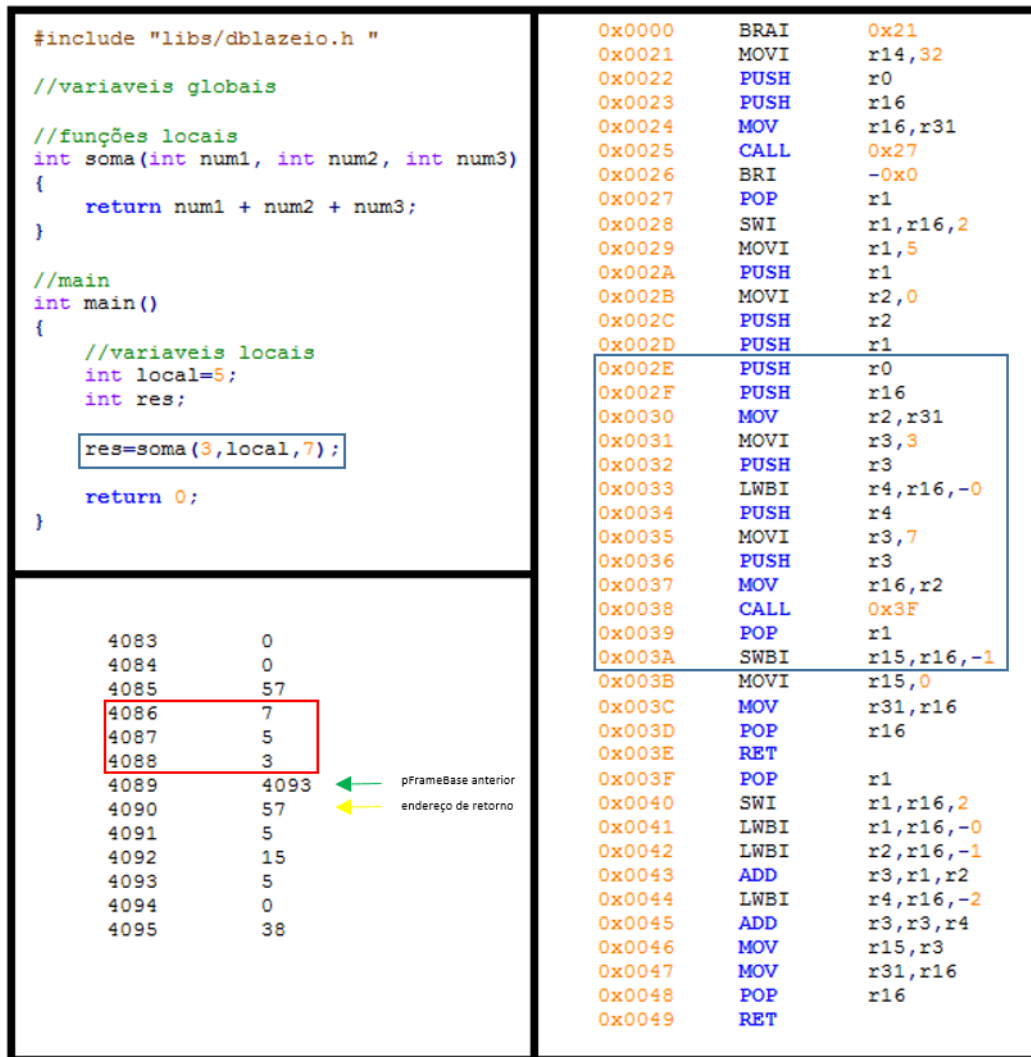 #include "libs/dblazeio.h "
//variaveis globais
//funções locais
int soma(int num1, int num2, int num3)
{
return num1 + num2 + num3;
}
//main
int main()
{
//variaveis locais
int local=5;
int res;
res=soma(3,local,7);
return 0;
}
4083 0
4084 0
4085 57
4086 7
4087 5
4088 3
4089 4093 pFrameBase anterior
4090 57 endereço de retorno
4091 5
4092 15
4093 5
4094 0
4095 38
0x0000 BRAI 0x21
0x0021 MOVI r14,32
0x0022 PUSH r0
0x0023 PUSH r16
0x0024 MOV r16,r31
0x0025 CALL 0x27
0x0026 BRI -0x0
0x0027 POP r1
0x0028 SWI r1,r16,2
0x0029 MOVI r1,5
0x002A PUSH r1
0x002B MOVI r2,0
0x002C PUSH r2
0x002D PUSH r1
0x002E PUSH r0
0x002F PUSH r16
0x0030 MOV r2,r31
0x0031 MOVI r3,3
0x0032 PUSH r3
0x0033 LWBI r4,r16,-0
0x0034 PUSH r4
0x0035 MOVI r3,7
0x0036 PUSH r3
0x0037 MOV r16,r2
0x0038 CALL 0x3F
0x0039 POP r1
0x003A SWBI r15,r16,-1
0x003B MOVI r15,0
0x003C MOV r31,r16
0x003D POP r16
0x003E RET
0x003F POP r1
0x0040 SWI r1,r16,2
0x0041 LWBI r1,r16,-0
0x0042 LWBI r2,r16,-1
0x0043 ADD r3,r1,r2
0x0044 LWBI r4,r16,-2
0x0045 ADD r3,r3,r4
0x0046 MOV r15,r3
0x0047 MOV r31,r16
0x0048 POP r16
0x0049 RET